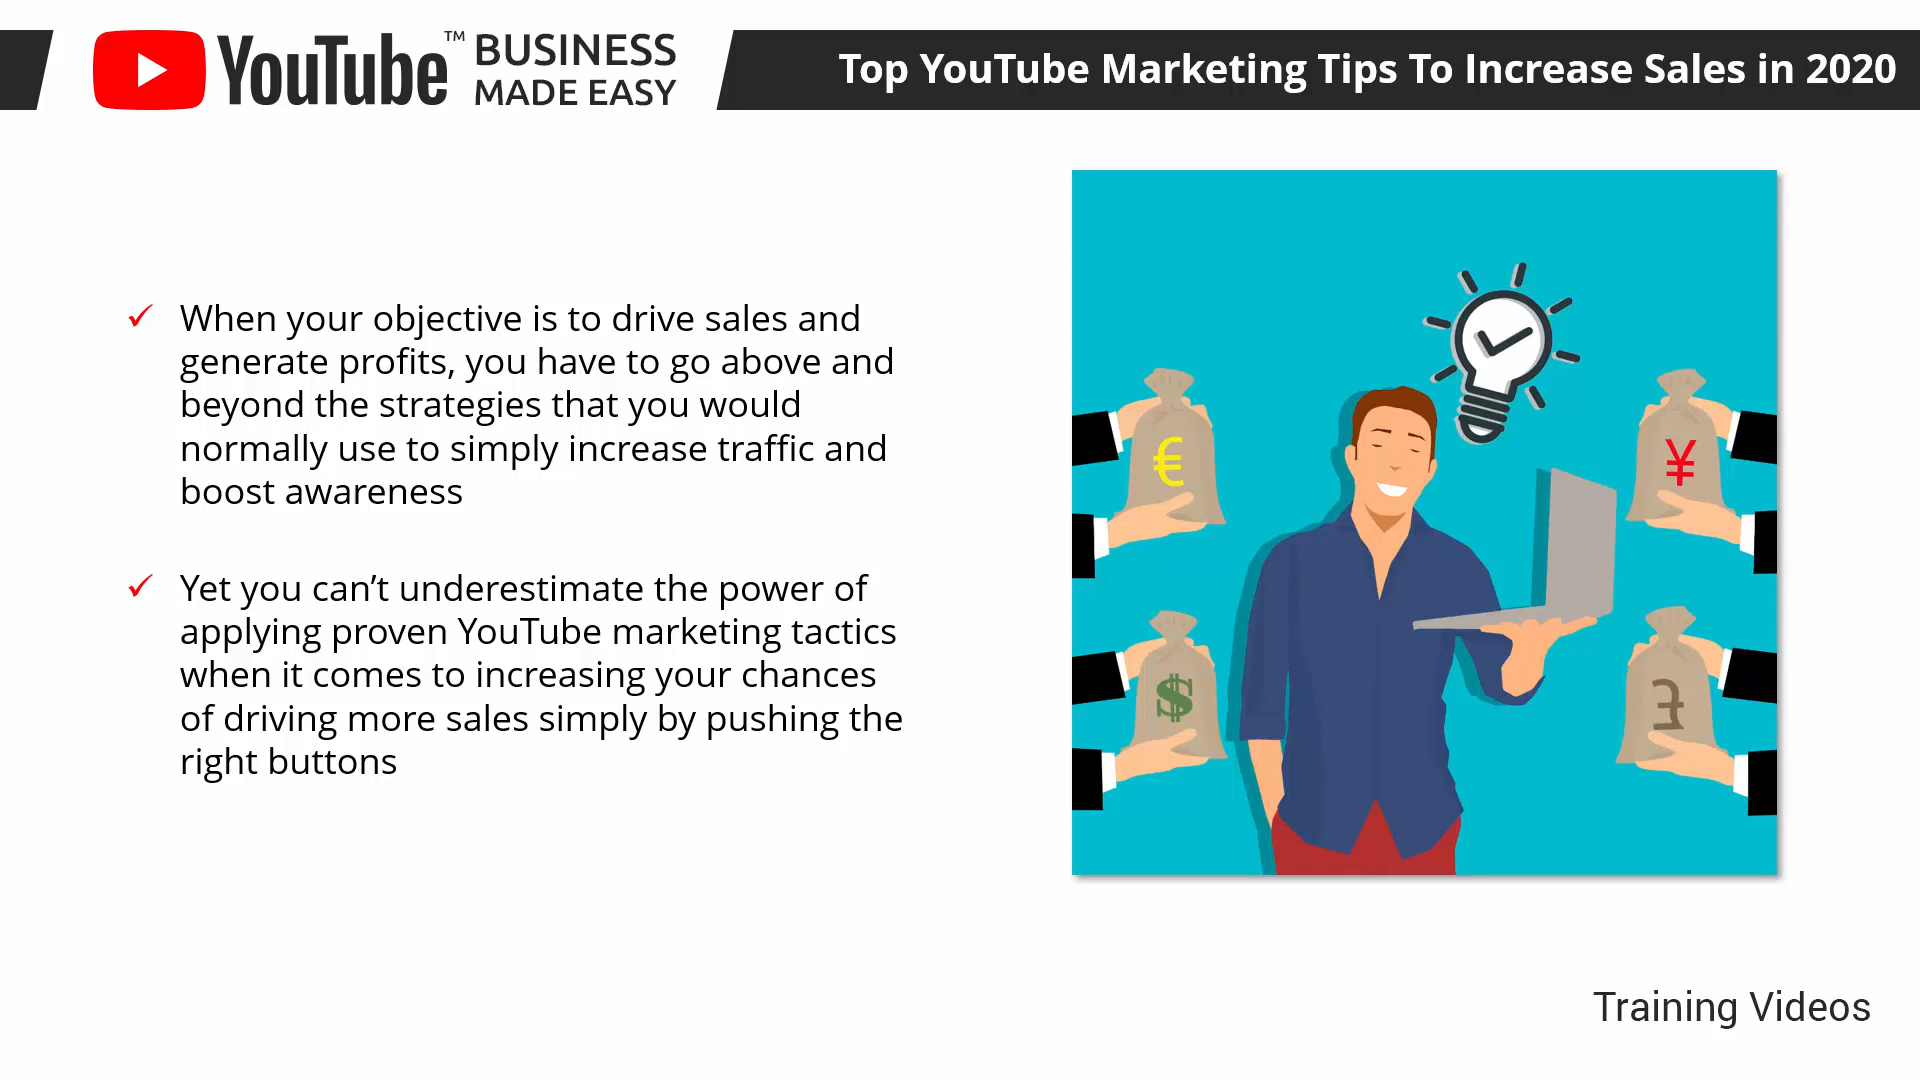 YouTube™ BUSINESS
MADE EASY
Top YouTube Marketing Tips To Increase Sales in 2020
✓ When your objective is to drive sales and
generate profits, you have to go above and
beyond the strategies that you would
normally use to simply increase traffic and
boost awareness
✓ Yet you can’t underestimate the power of
applying proven YouTube marketing tactics
when it comes to increasing your chances
of driving more sales simply by pushing the
right buttons
€
¥
$
£
Training Videos